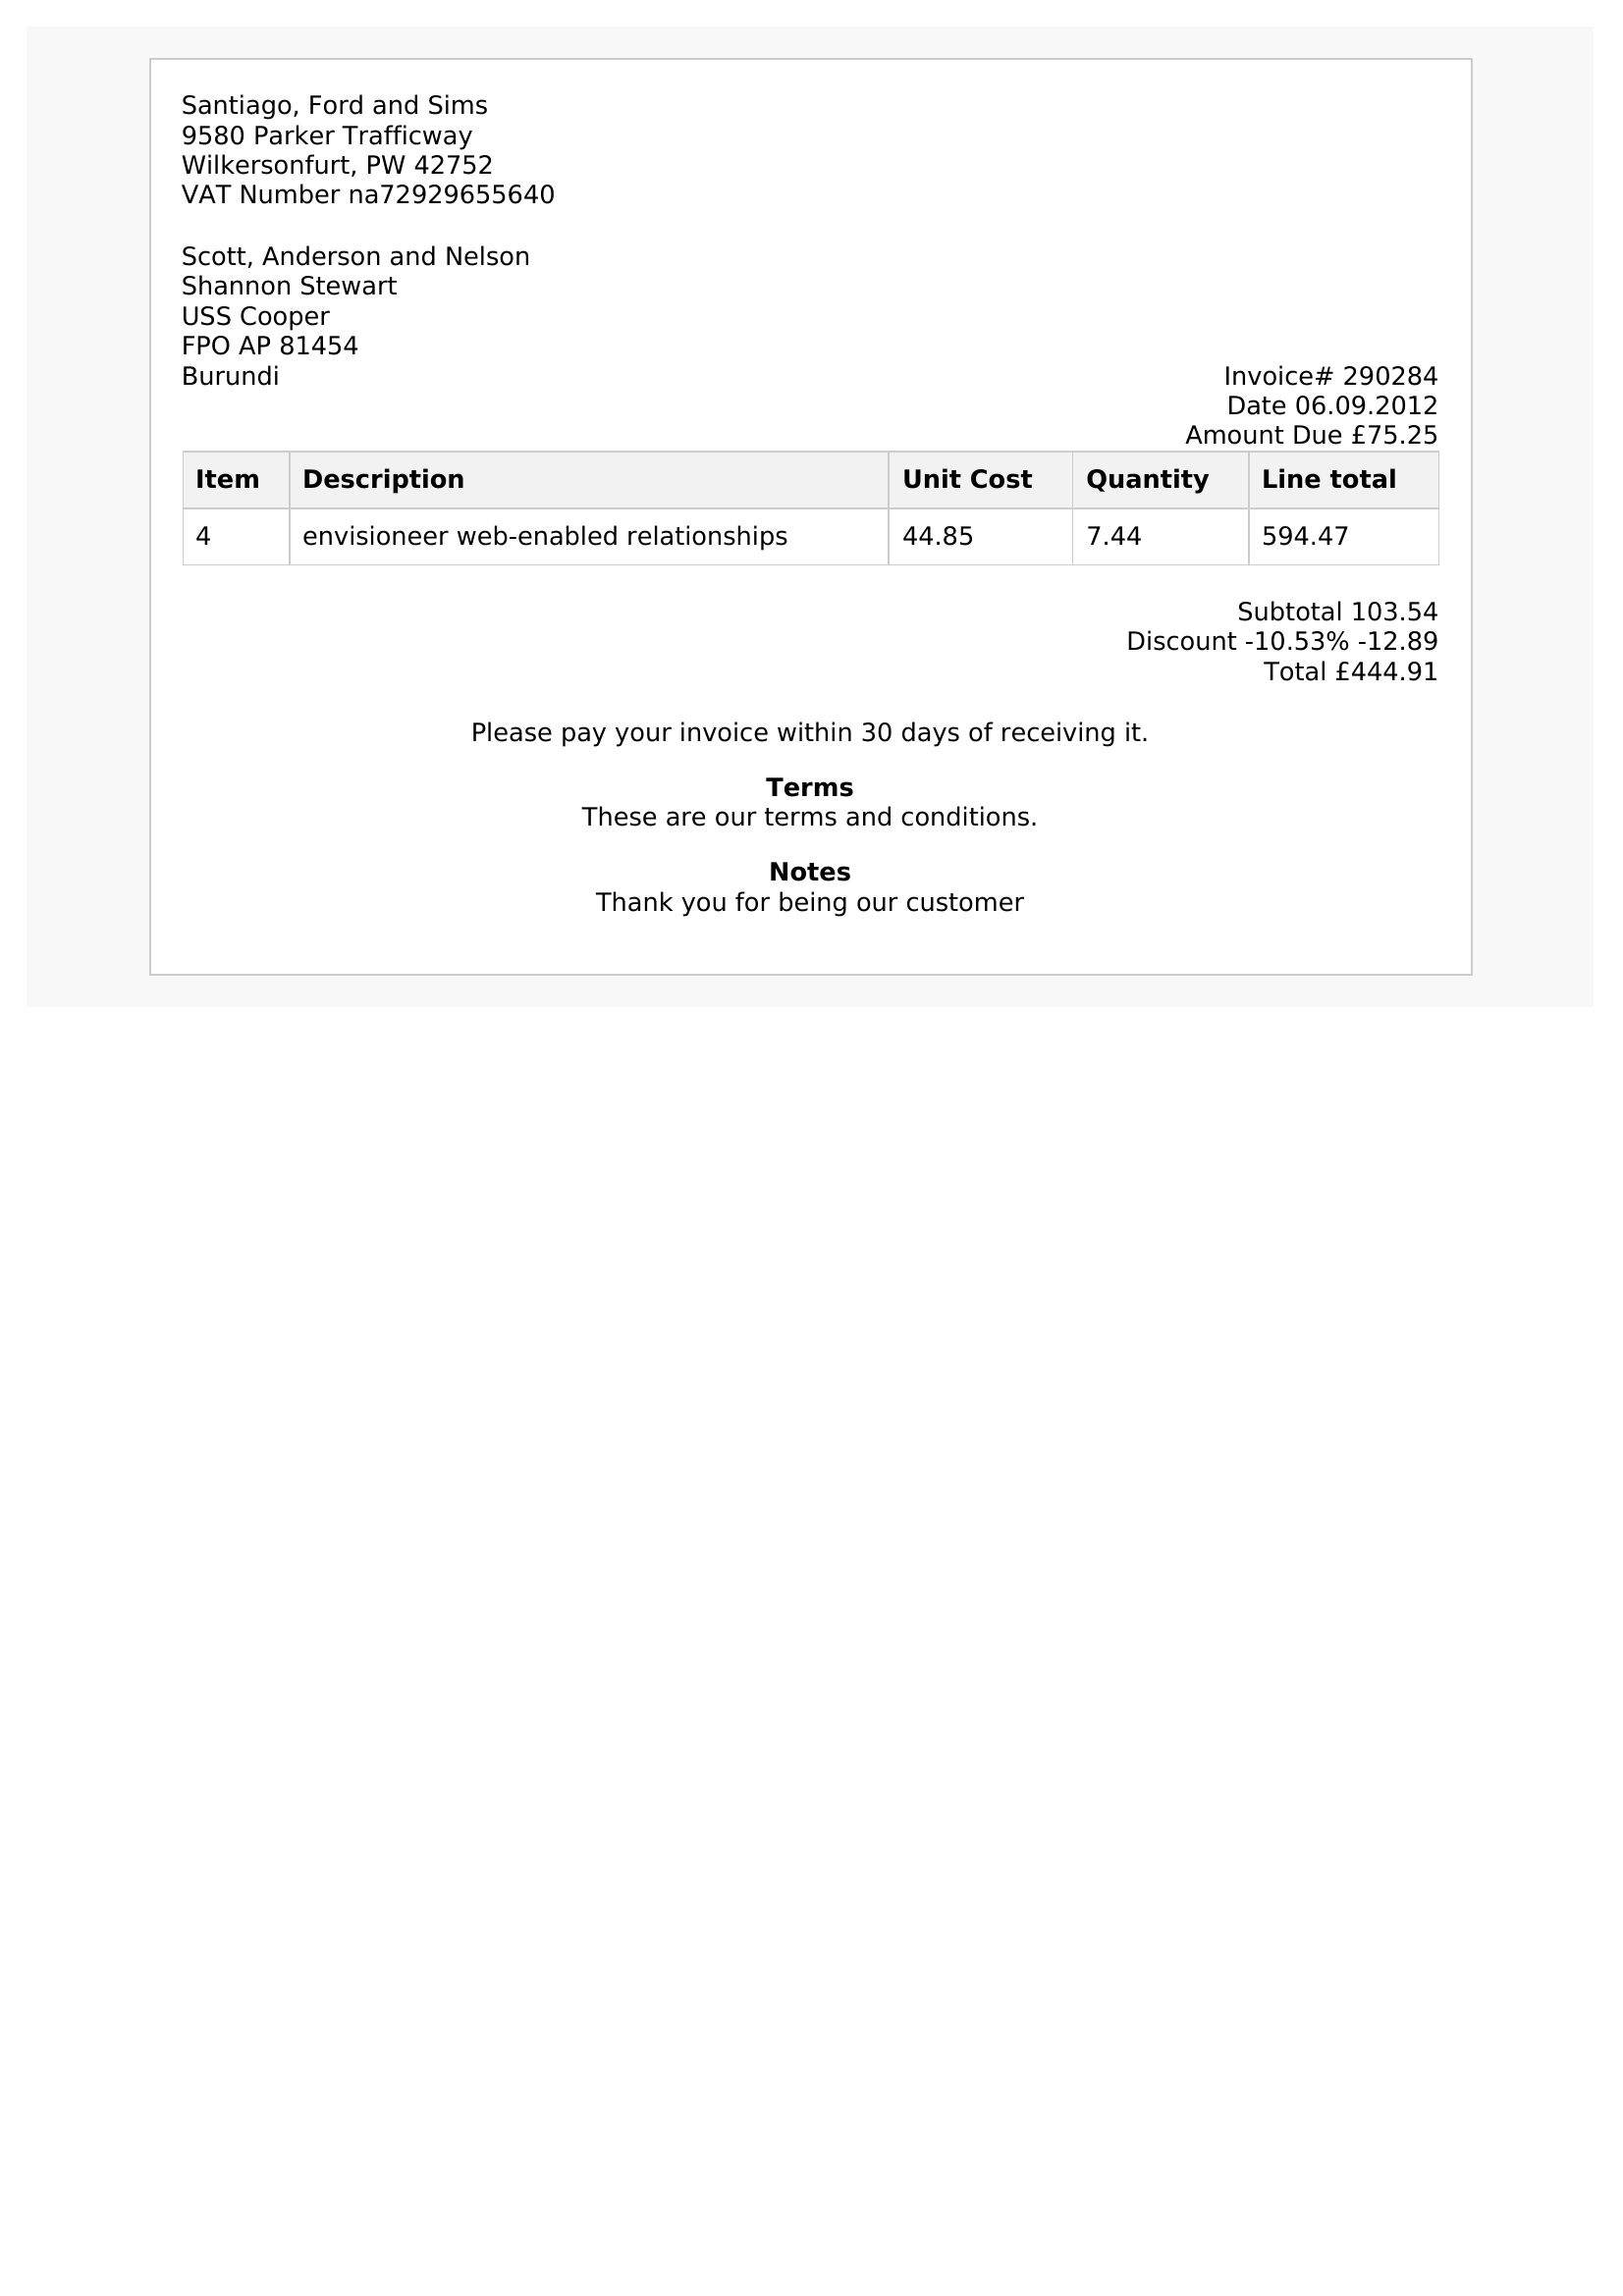 Santiago, Ford and Sims
9580 Parker Trafficway
Wilkersonfurt, PW 42752
VAT Number na72929655640
Scott, Anderson and Nelson
Shannon Stewart
USS Cooper
FPO AP 81454
Burundi
Invoice# 290284
Date 06.09.2012
Amount Due £75.25
Item Description Unit Cost Quantity Line total
4 envisioneer web-enabled relationships 44.85 7.44 594.47
Subtotal 103.54
Discount -10.53% -12.89
Total £444.91
Please pay your invoice within 30 days of receiving it.
Terms
These are our terms and conditions.
Notes
Thank you for being our customer